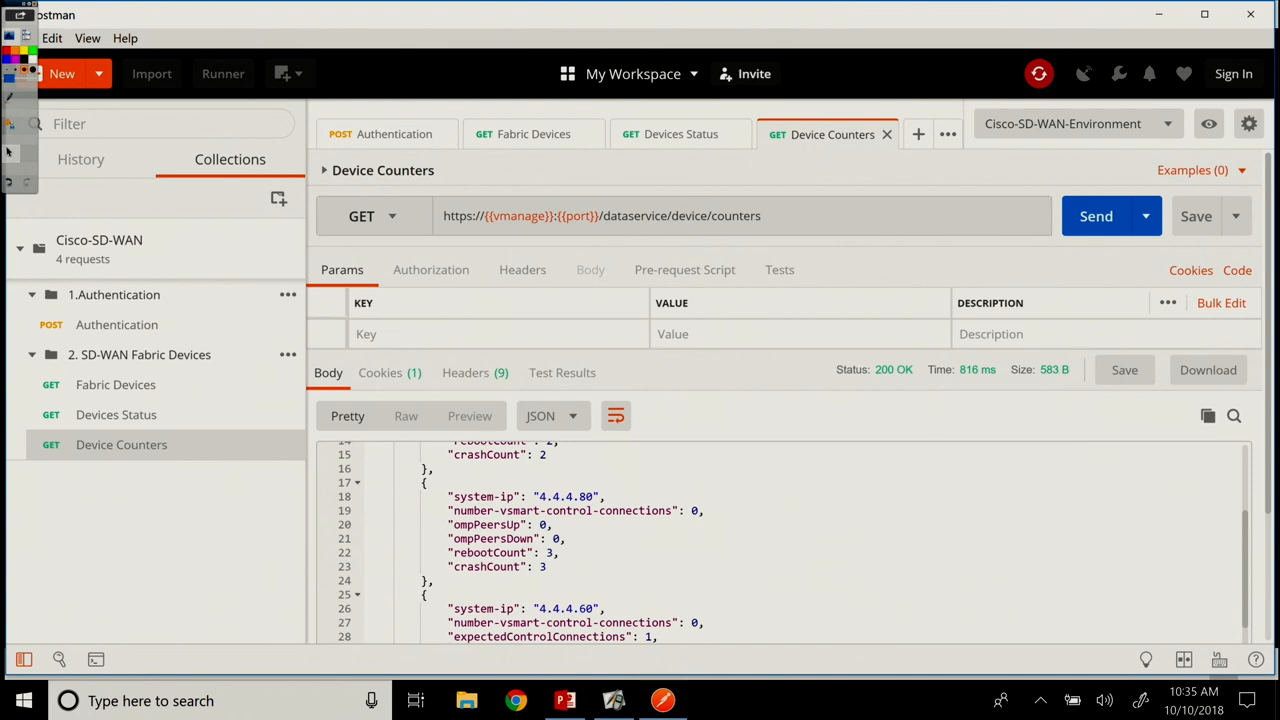 ostman
Edit View Help
New Import Runner My Workspace Invite Sign In
Filter
History Collections
Cisco-SD-WAN
4 requests
1.Authentication
POST Authentication
2. SD-WAN Fabric Devices
GET Fabric Devices
GET Devices Status
GET Device Counters
POST Authentication GET Fabric Devices GET Devices Status GET Device Counters Cisco-SD-WAN-Environment
Device Counters Examples (0)
GET https://{{vmanage}}:{{port}}/dataservice/device/counters Send Save
Params Authorization Headers Body Pre-request Script Tests Cookies Code
KEY VALUE DESCRIPTION Bulk Edit
Key Value Description
Body Cookies (1) Headers (9) Test Results Status: 200 OK Time: 816 ms Size: 583 B Save Download
Pretty Raw Preview JSON
14 "rebootCount": 2,
15 "crashCount": 2
16 },
17 {
18 "system-ip": "4.4.4.80",
19 "number-vsmart-control-connections": 0,
20 "ompPeersUp": 0,
21 "ompPeersDown": 0,
22 "rebootCount": 3,
23 "crashCount": 3
24 },
25 {
26 "system-ip": "4.4.4.60",
27 "number-vsmart-control-connections": 0,
28 "expectedControlConnections": 1,
Type here to search
10:35 AM
10/10/2018